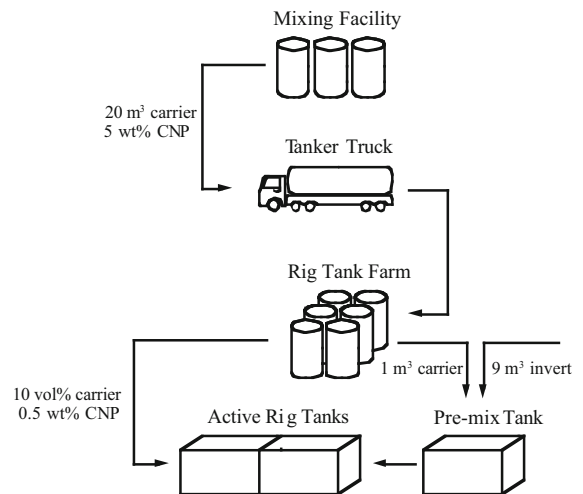 Mixing Facility
20 m³ carrier
5 wt% CNP
Tanker Truck
Rig Tank Farm
1 m³ carrier
9 m³ invert
10 vol% carrier
0.5 wt% CNP
Active Rig Tanks
Pre-mix Tank